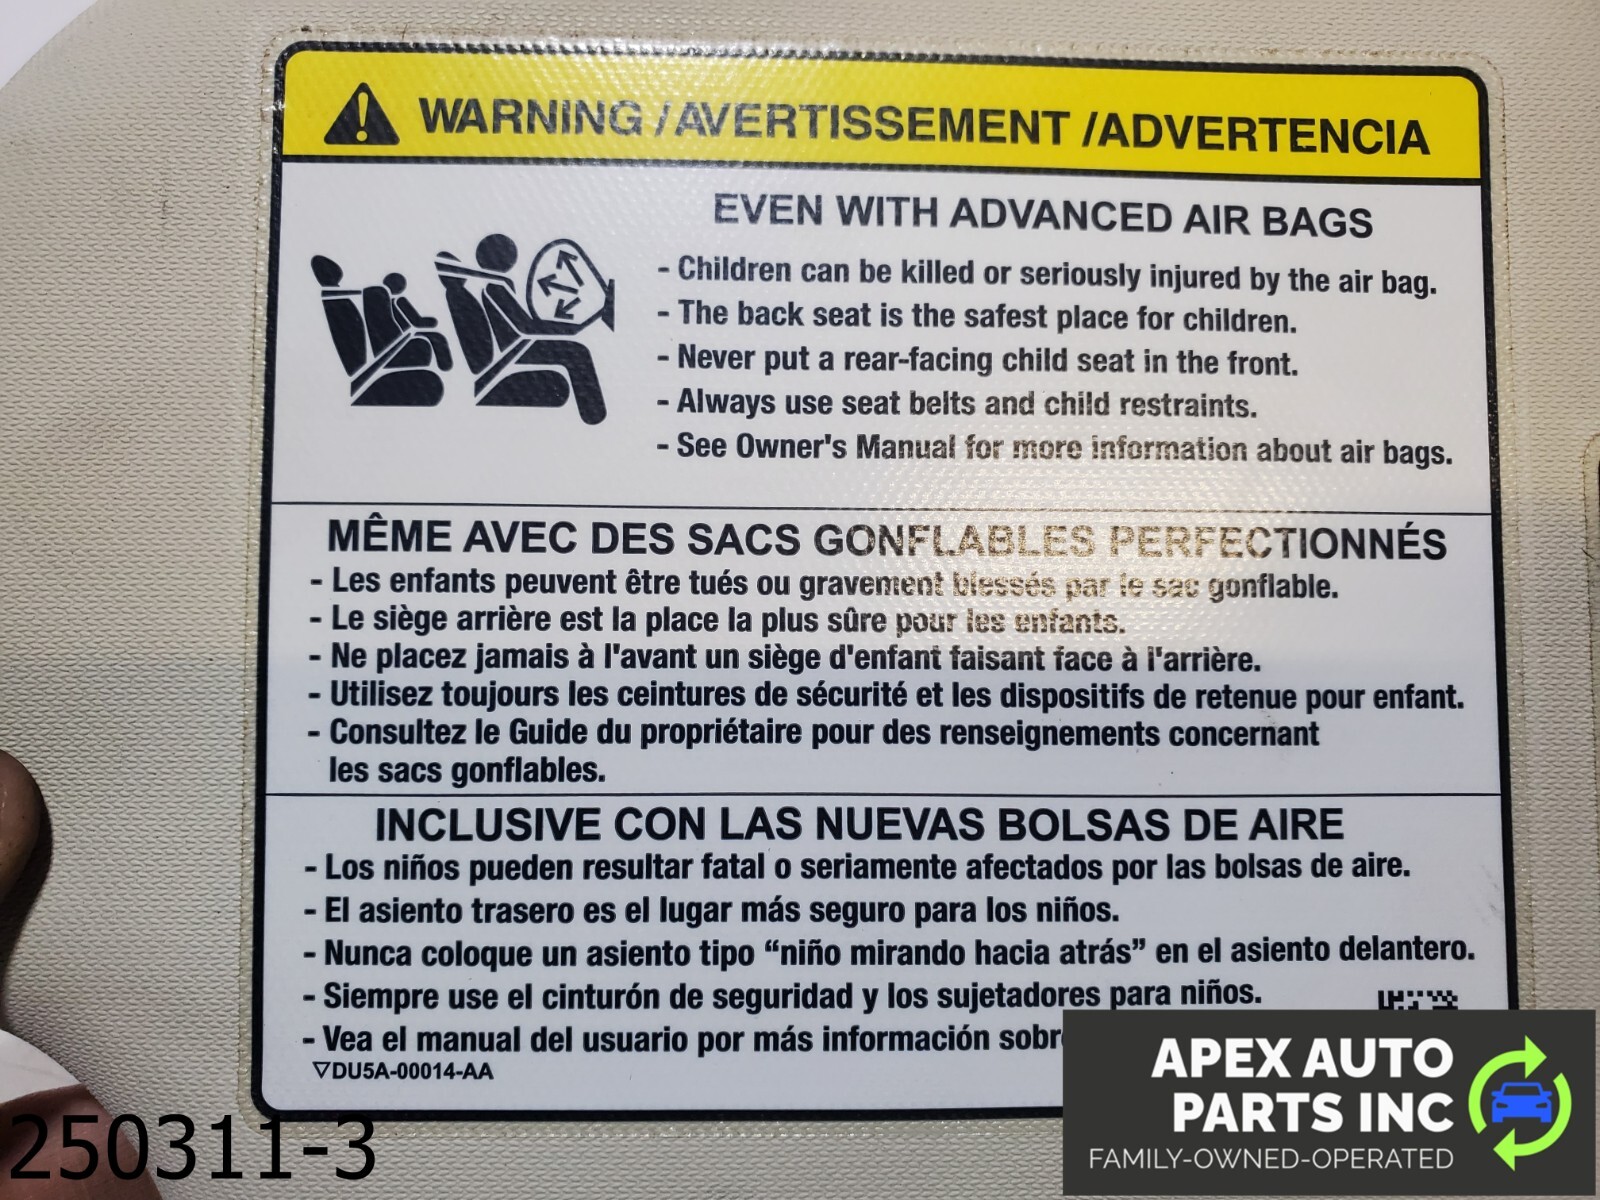 WARNING /AVERTISSEMENT /ADVERTENCIA
EVEN WITH ADVANCED AIR BAGS
- Children can be killed or seriously injured by the air bag.
- The back seat is the safest place for children.
- Never put a rear-facing child seat in the front.
- Always use seat belts and child restraints.
- See Owner's Manual for more information about air bags.
MÊME AVEC DES SACS GONFLABLES PERFECTIONNÉS
- Les enfants peuvent être tués ou gravement blessés par le sac gonflable.
- Le siège arrière est la place la plus sûre pour les enfants.
- Ne placez jamais à l'avant un siège d'enfant faisant face à l'arrière.
- Utilisez toujours les ceintures de sécurité et les dispositifs de retenue pour enfant.
- Consultez le Guide du propriétaire pour des renseignements concernant
les sacs gonflables.
INCLUSIVE CON LAS NUEVAS BOLSAS DE AIRE
- Los niños pueden resultar fatal o seriamente afectados por las bolsas de aire.
- El asiento trasero es el lugar más seguro para los niños.
- Nunca coloque un asiento tipo “niño mirando hacia atrás” en el asiento delantero.
- Siempre use el cinturón de seguridad y los sujetadores para niños.
- Vea el manual del usuario por más información
▽DU5A-00014-AA
250311-3
APEX AUTO
PARTS INC
FAMILY-OWNED-OPERATED